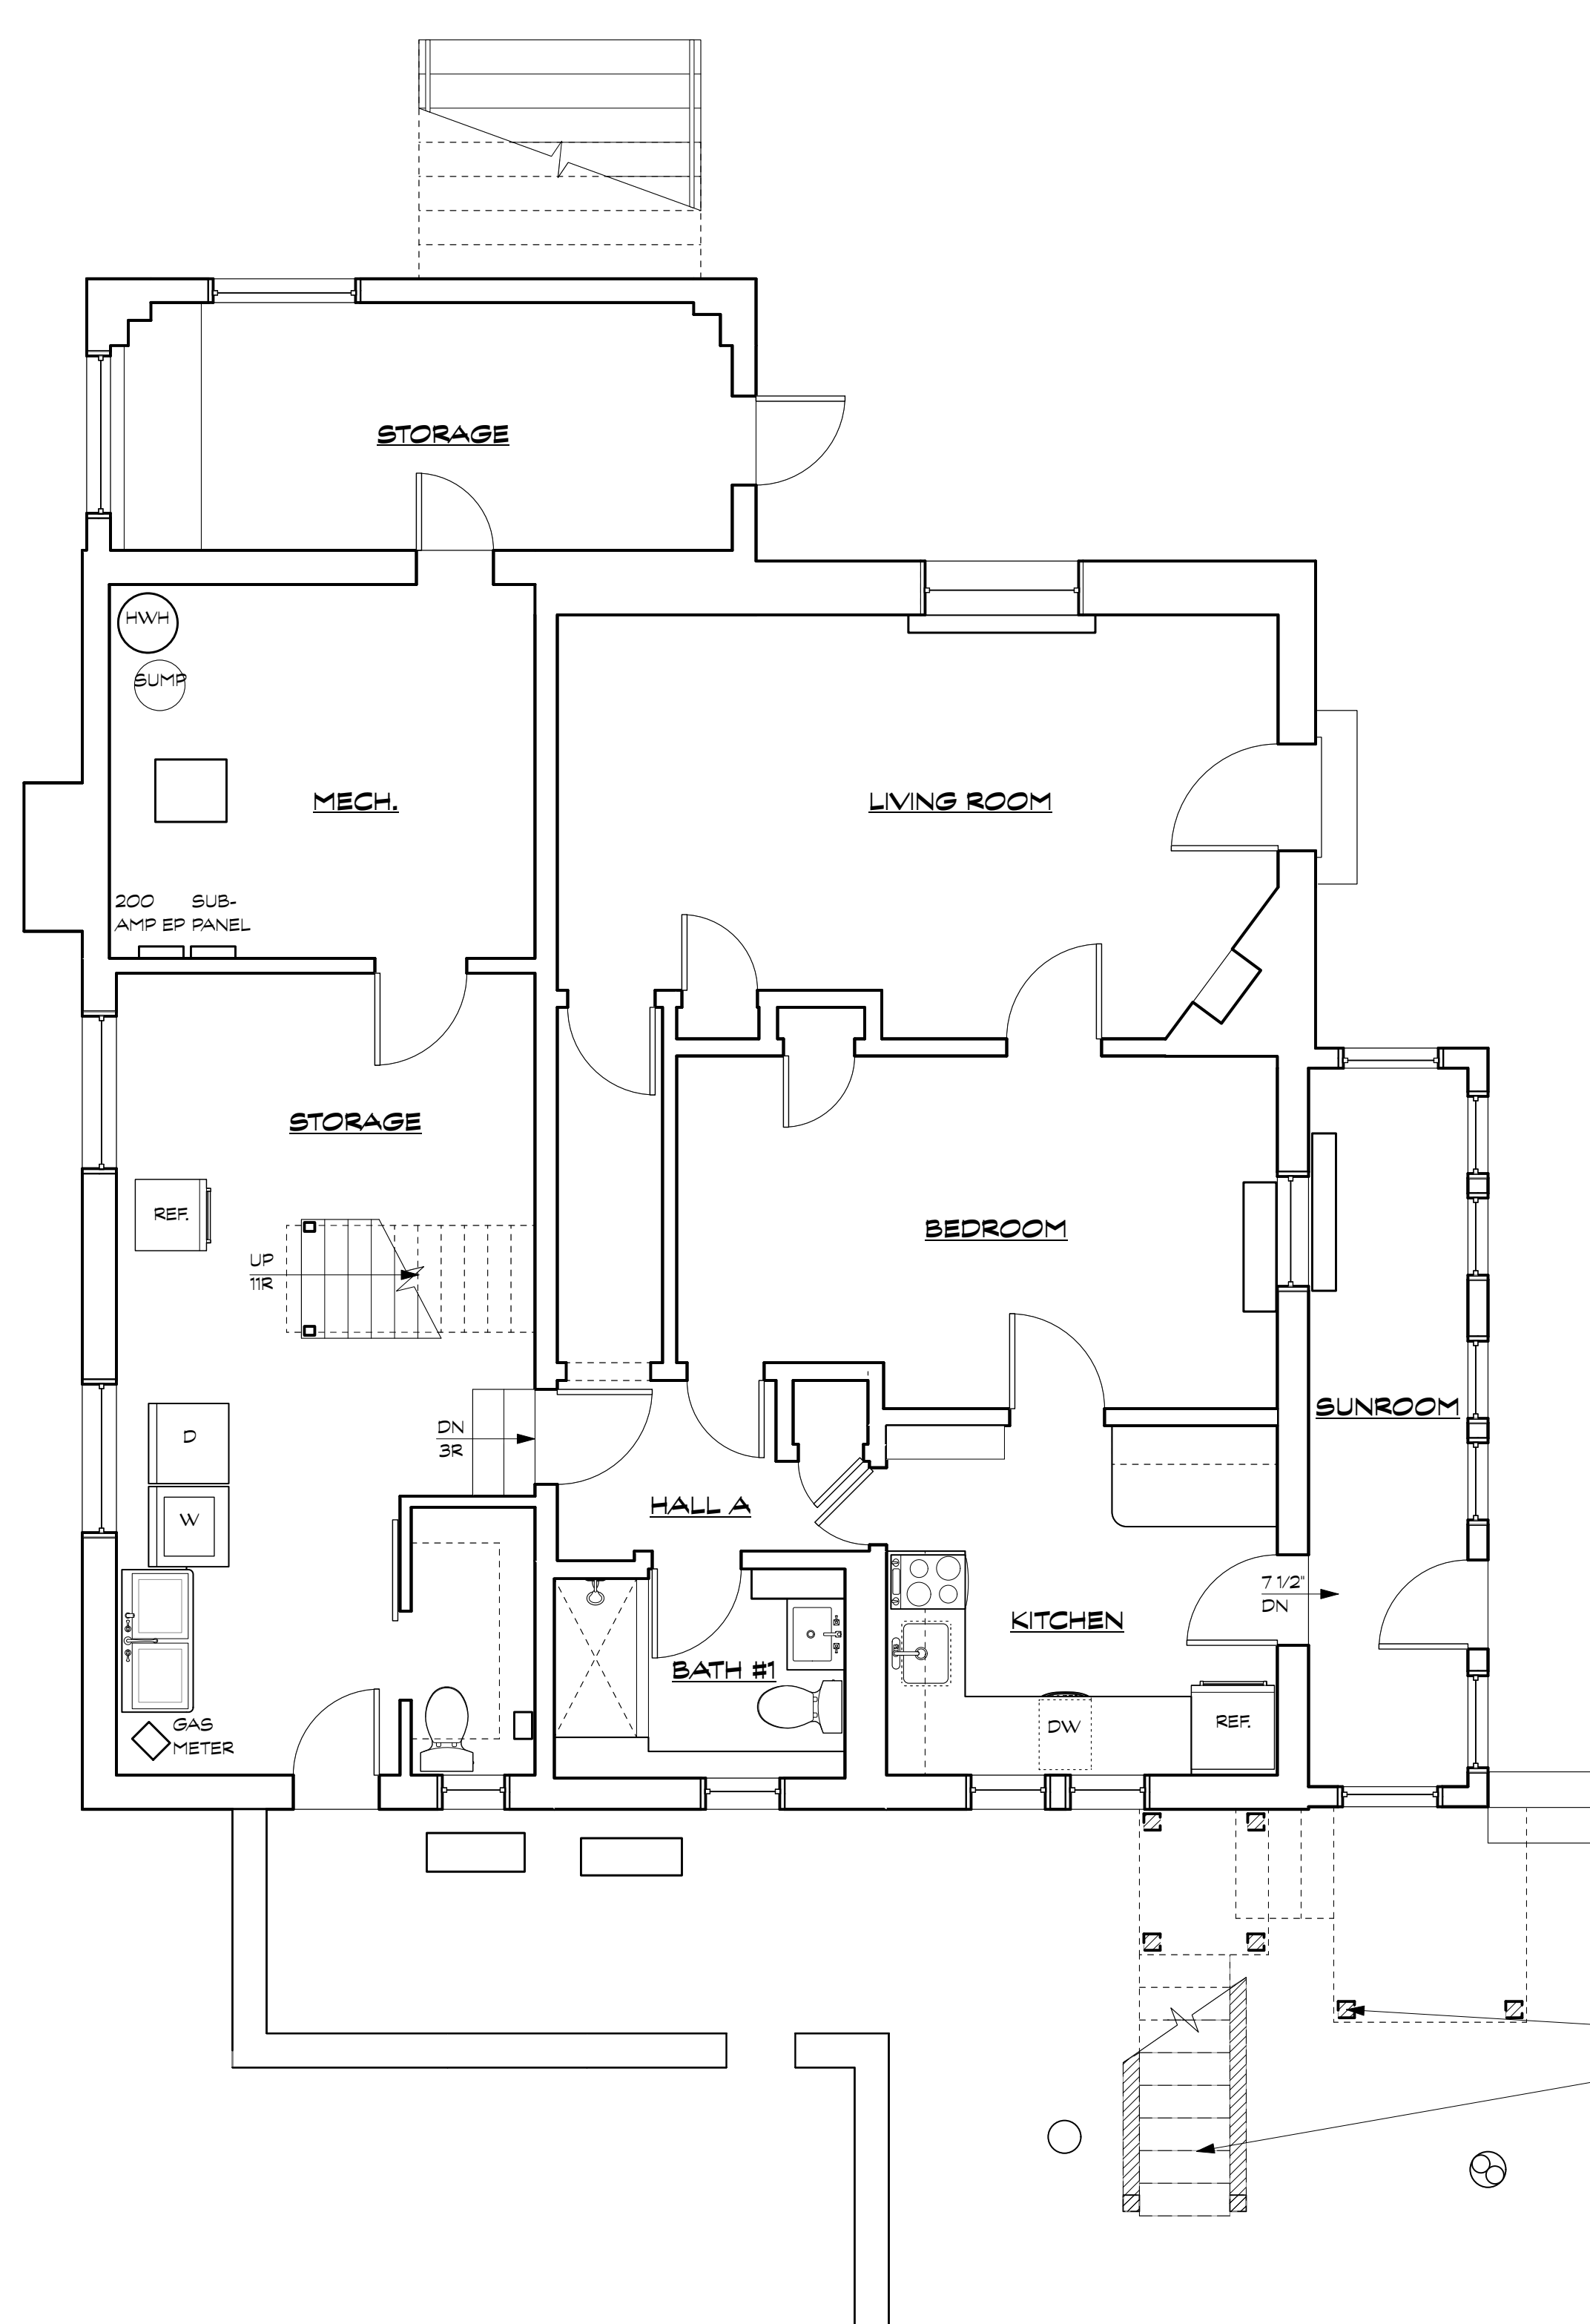 STORAGE
HWH
SUMP
MECH.
LIVING ROOM
200 SUB-
AMP EP PANEL
STORAGE
REF.
BEDROOM
UP
11R
SUNROOM
DN
3R
D
HALL A
W
7 1/2"
DN
KITCHEN
BATH #1
GAS
METER
DW
REF.